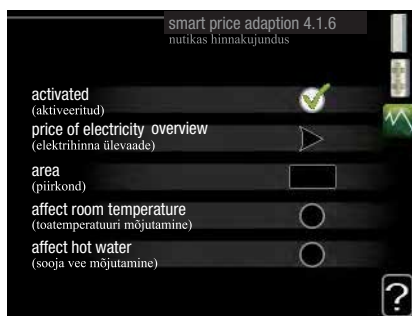 smart price adaption 4.1.6
nutikas hinnakujundus
activated
(aktiveeritud)
price of electricity overview
(elektrihinna ülevaade)
area
(piirkond)
affect room temperature
(toatemperatuuri mõjutamine)
affect hot water
(sooja vee mõjutamine)
?